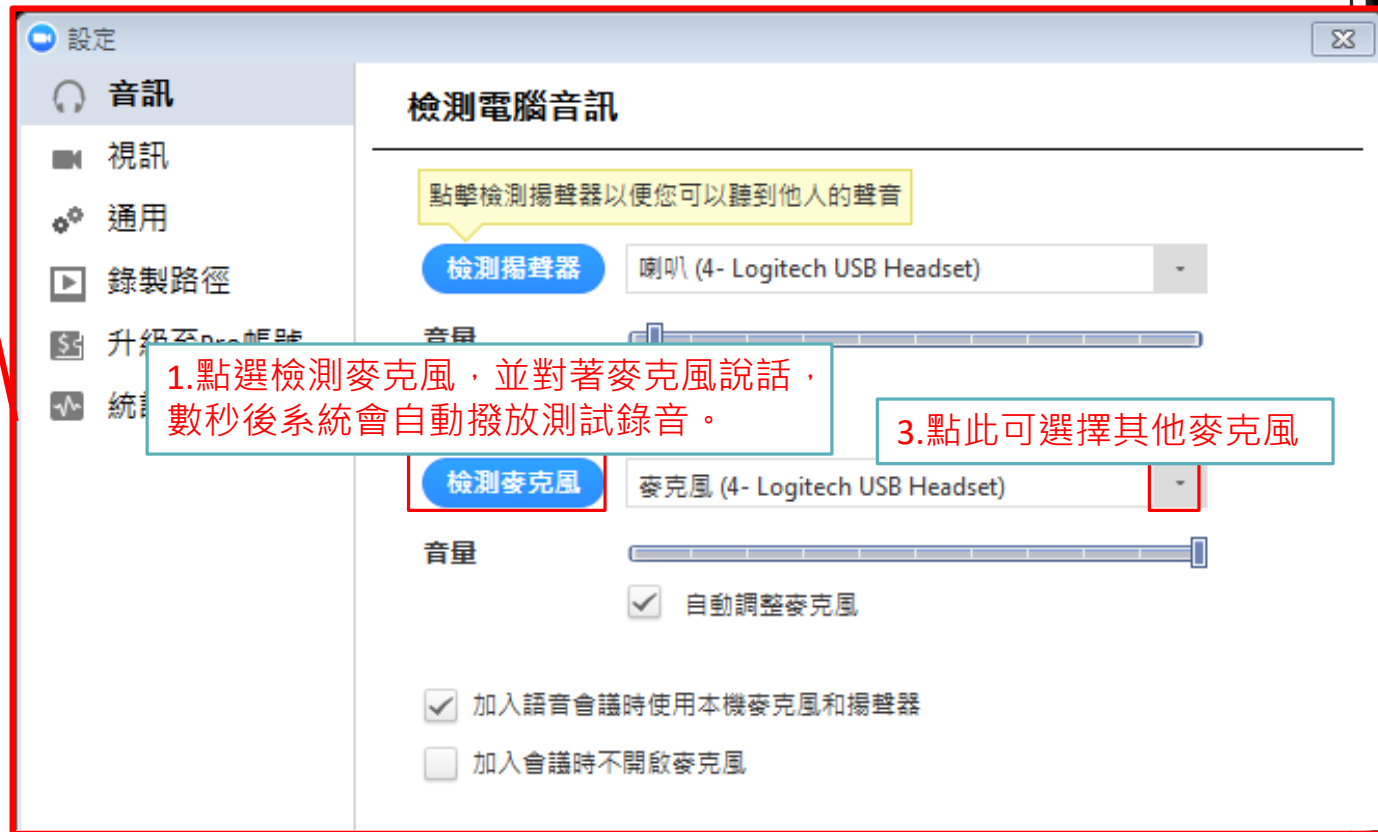 設定
音訊
視訊
通用
錄製路徑
升級至Pro帳號
統
檢測電腦音訊
點擊檢測揚聲器以便您可以聽到他人的聲音
檢測揚聲器
喇叭 (4- Logitech USB Headset)
音量
1.點選檢測麥克風，並對著麥克風說話，
數秒後系統會自動撥放測試錄音。
3.點此可選擇其他麥克風
檢測麥克風
麥克風 (4- Logitech USB Headset)
音量
自動調整麥克風
加入語音會議時使用本機麥克風和揚聲器
加入會議時不開啟麥克風